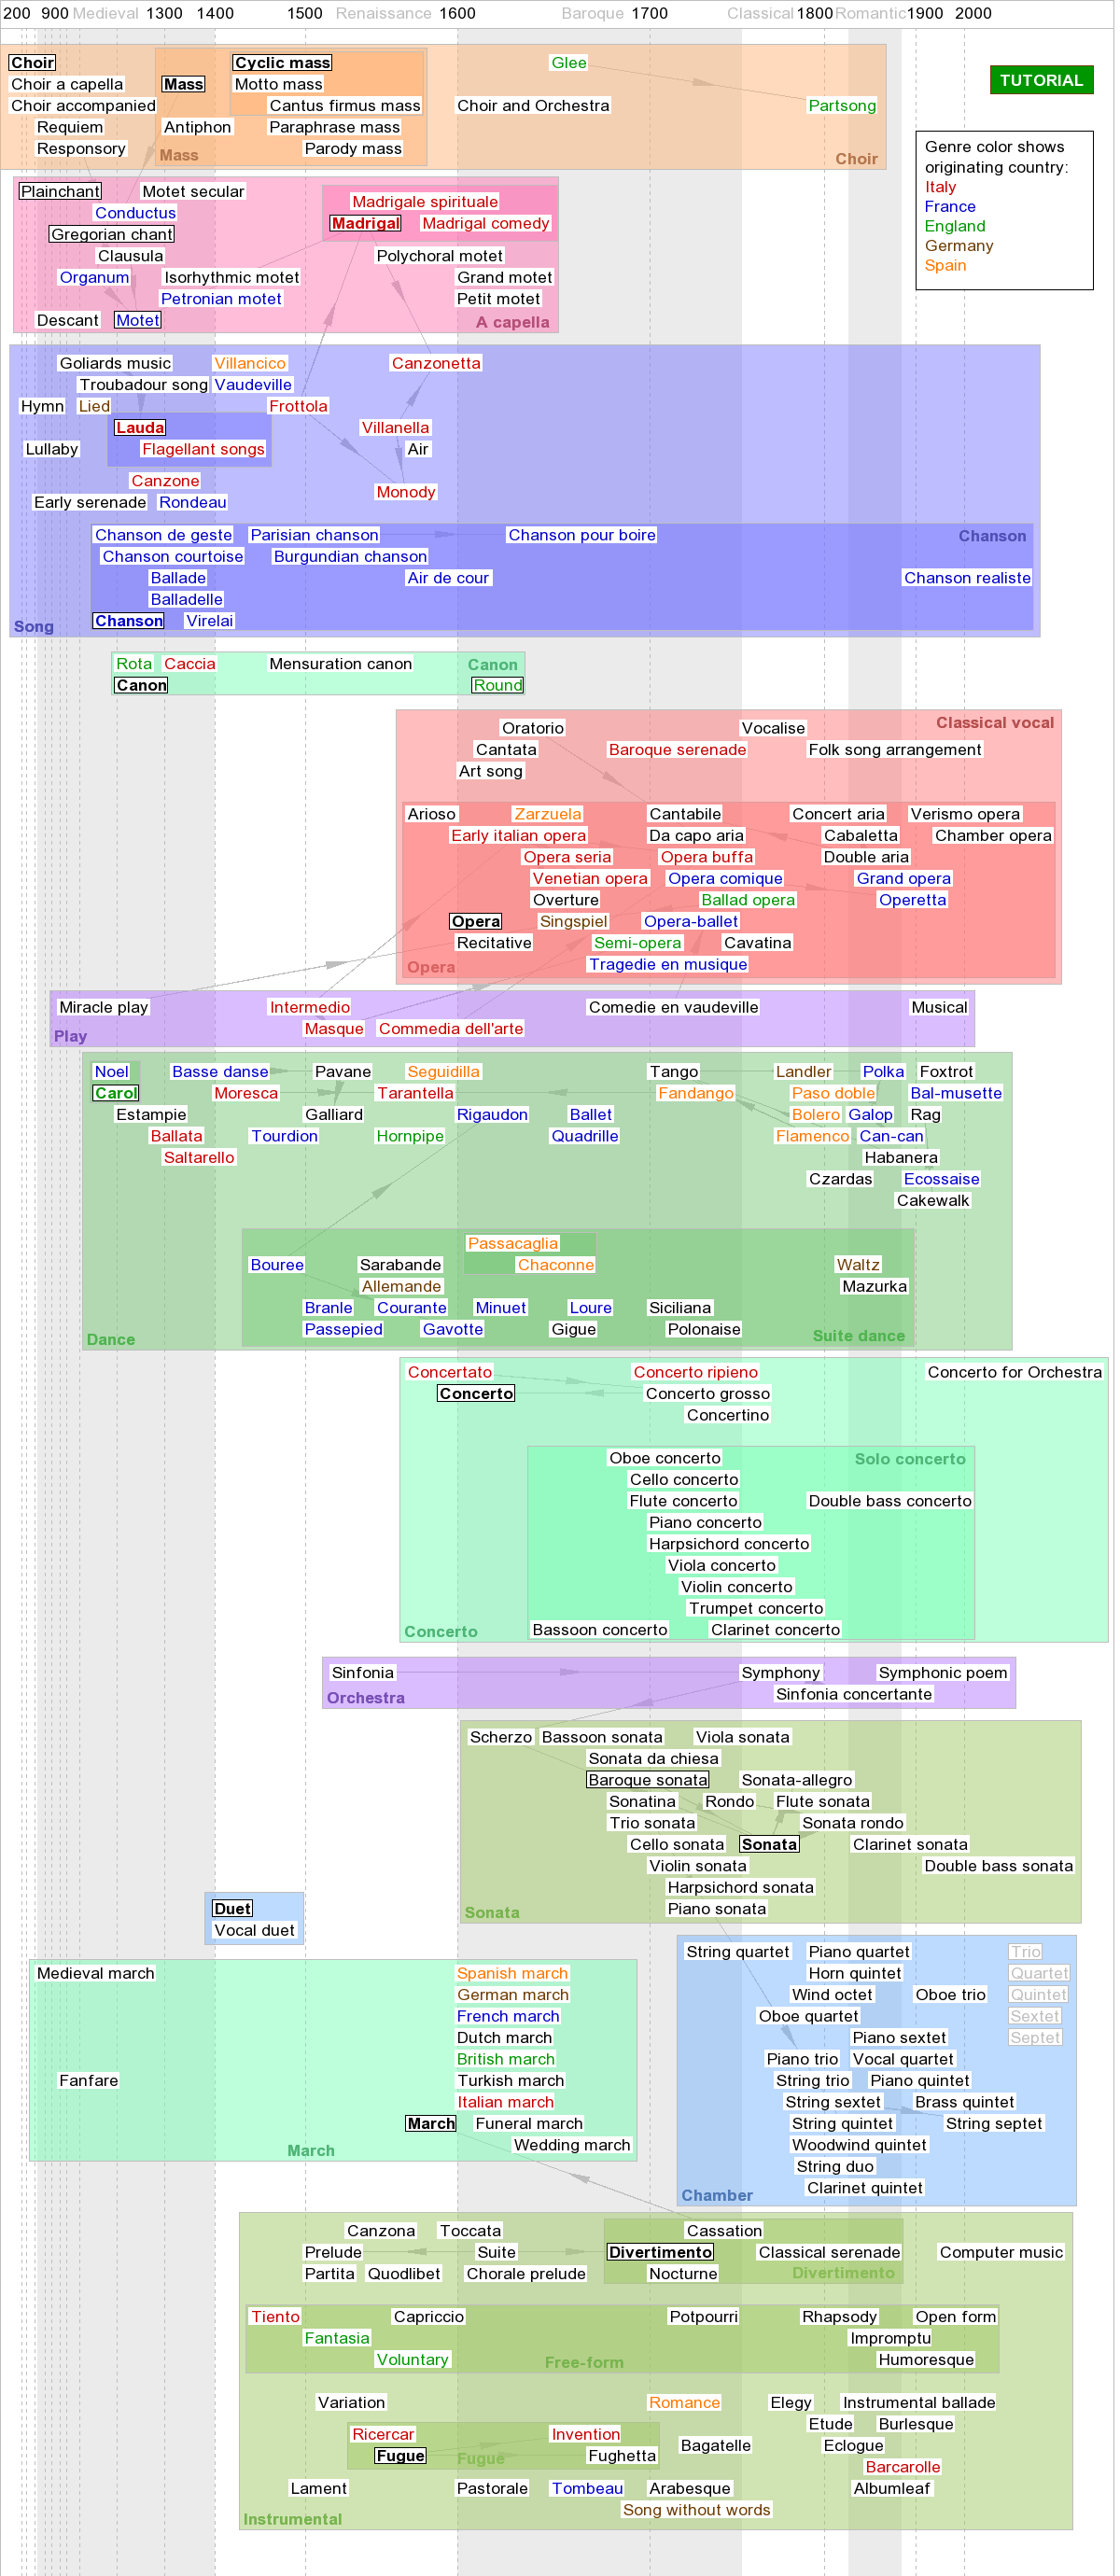 200 900 Medieval 1300 1400 1500 Renaissance 1600 Baroque 1700 Classical 1800 Romantic 1900 2000
Choir Cyclic mass Glee
Choir a capella Mass Motto mass TUTORIAL
Choir accompanied Cantus firmus mass Choir and Orchestra Partsong
Requiem Antiphon Paraphrase mass
Responsory Mass Parody mass Choir
Genre color shows
originating country:
Italy
France
England
Germany
Spain
Plainchant Motet secular Madrigale spirituale
Conductus Madrigal Madrigal comedy
Gregorian chant
Clausula Polychoral motet
Organum Isorhythmic motet Grand motet
Petronian motet Petit motet
Descant Motet A capella
Goliards music Villancico Canzonetta
Troubadour song Vaudeville
Hymn Lied Frottola
Lauda Villanella
Lullaby Flagellant songs Air
Canzone Monody
Early serenade Rondeau
Chanson de geste Parisian chanson Chanson pour boire Chanson
Chanson courtoise Burgundian chanson
Ballade Air de cour Chanson realiste
Balladelle
Song Chanson Virelai
Rota Caccia Mensuration canon Canon
Canon Round
Classical vocal
Oratorio Vocalise
Cantata Baroque serenade Folk song arrangement
Art song
Arioso Zarzuela Cantabile Concert aria Verismo opera
Early italian opera Da capo aria Cabaletta Chamber opera
Opera seria Opera buffa Double aria
Venetian opera Opera comique Grand opera
Overture Ballad opera Operetta
Opera Singspiel Opera-ballet
Recitative Semi-opera Cavatina
Opera Tragedie en musique
Miracle play Intermedio Comedie en vaudeville Musical
Play Masque Commedia dell'arte
Noel Basse danse Pavane Seguidilla Tango Landler Polka Foxtrot
Carol Moresca Tarantella Fandango Paso doble Bal-musette
Estampie Galliard Rigaudon Ballet Bolero Galop Rag
Ballata Tourdion Hornpipe Quadrille Flamenco Can-can
Saltarello Habanera
Czardas Ecossaise
Cakewalk
Passacaglia
Bouree Sarabande Chaconne Waltz
Allemande Mazurka
Branle Courante Minuet Loure Siciliana
Dance Passepied Gavotte Gigue Polonaise Suite dance
Concertato Concerto ripieno Concerto for Orchestra
Concerto Concerto grosso
Concertino
Oboe concerto Solo concerto
Cello concerto
Flute concerto Double bass concerto
Piano concerto
Harpsichord concerto
Viola concerto
Violin concerto
Trumpet concerto
Concerto Bassoon concerto Clarinet concerto
Sinfonia Symphony Symphonic poem
Orchestra Sinfonia concertante
Scherzo Bassoon sonata Viola sonata
Sonata da chiesa
Baroque sonata Sonata-allegro
Sonatina Rondo Flute sonata
Trio sonata Sonata rondo
Cello sonata Sonata Clarinet sonata
Violin sonata Double bass sonata
Harpsichord sonata
Duet Sonata Piano sonata
Vocal duet
String quartet Piano quartet Trio
Medieval march Spanish march Horn quintet Quartet
German march Wind octet Oboe trio Quintet
French march Oboe quartet Sextet
Dutch march Piano sextet Septet
British march Piano trio Vocal quartet
Fanfare Turkish march String trio Piano quintet
Italian march String sextet Brass quintet
March Funeral march String quintet String septet
March Wedding march Woodwind quintet
String duo
Chamber Clarinet quintet
Canzona Toccata Cassation
Prelude Suite Divertimento Classical serenade Computer music
Partita Quodlibet Chorale prelude Nocturne Divertimento
Tiento Capriccio Potpourri Rhapsody Open form
Fantasia Impromptu
Voluntary Free-form Humoresque
Variation Romance Elegy Instrumental ballade
Etude Burlesque
Ricercar Invention Bagatelle Eclogue
Fugue Fugue Fughetta
Barcarolle
Lament Pastorale Tombeau Arabesque Albumleaf
Song without words
Instrumental